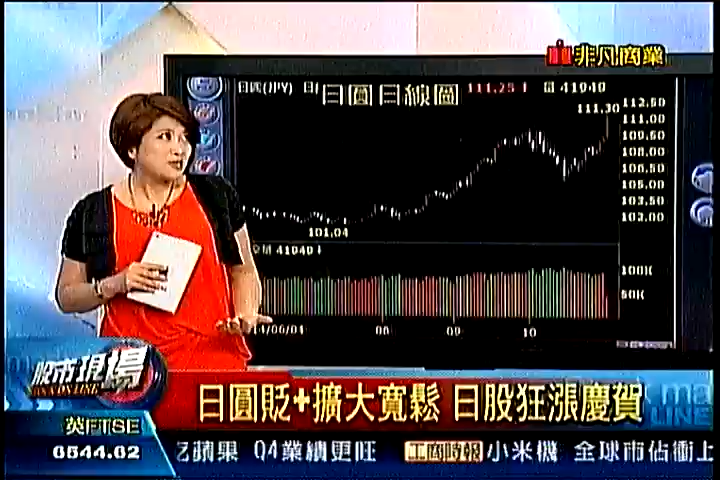 非凡商業
日圓(JPY) 日圓日線圖 111.25 量 41040
111.30
112.50
111.00
109.50
108.00
106.50
105.00
103.50
102.00
101.04
量 41040
100K
50K
14/06/04 08 09 10
股市現場
日圓貶+擴大寬鬆 日股狂漲慶賀
英FTSE
6544.62
蘋果 Q4業績更旺 工商時報 小米機 全球市佔衝上